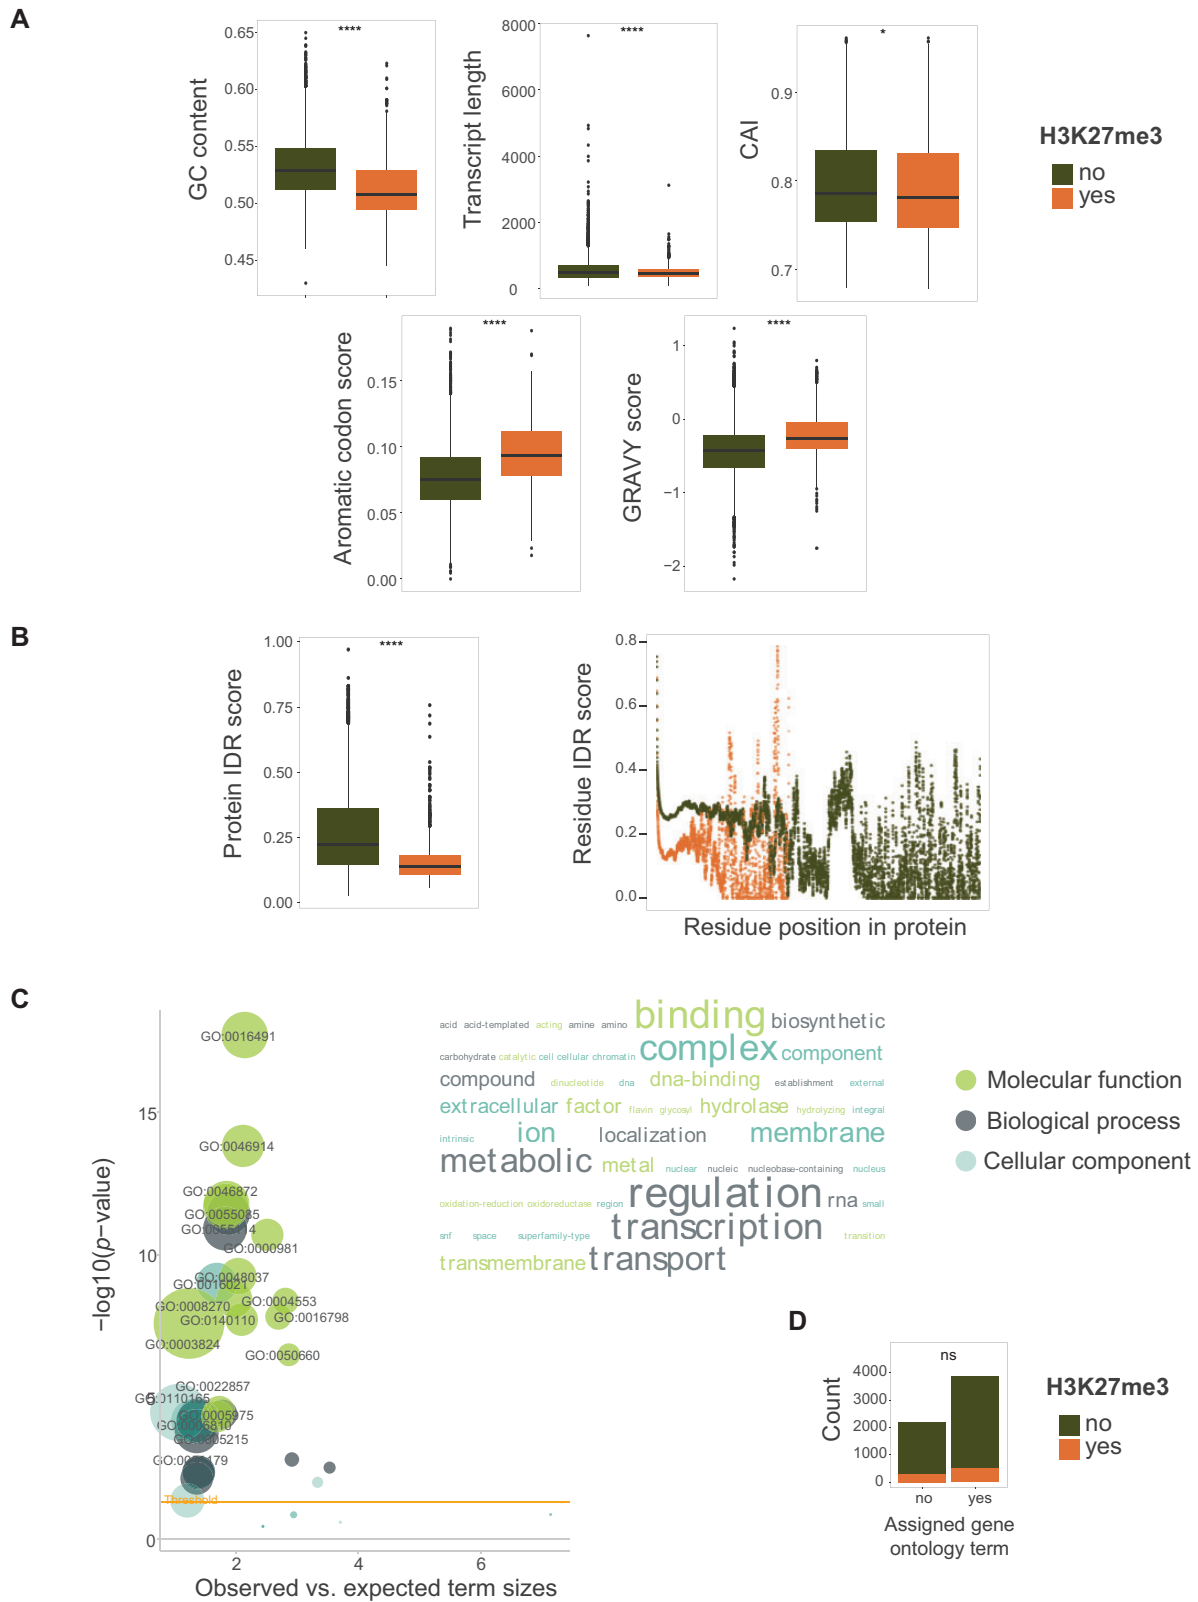 A
GC content
0.65
0.60
0.55
0.50
0.45
****
Transcript length
8000
6000
4000
2000
0
****
CAI
0.9
0.8
0.7
*
H3K27me3
no
yes
Aromatic codon score
0.15
0.10
0.05
0.00
****
GRAVY score
1
0
−1
−2
****
B
Protein IDR score
1.00
0.75
0.50
0.25
0.00
****
Residue IDR score
0.8
0.6
0.4
0.2
0.0
Residue position in protein
C
−log10(p−value)
15
10
5
0
GO:0016491
GO:0046914
GO:0046872
GO:0055085
GO:0055114
GO:0000981
GO:0048037
GO:0016021
GO:0004553
GO:0008270
GO:0140110
GO:0016798
GO:0003824
GO:0050660
GO:0022857
GO:0110165
GO:0005975
GO:0006810
GO:0005215
Threshold
2 4 6
Observed vs. expected term sizes
acid acid-templated acting amine amino binding biosynthetic
carbohydrate catalytic cell cellular chromatin complex component
compound dinucleotide dna dna-binding establishment external
extracellular factor flavin glycosyl hydrolase hydrolyzing integral
intrinsic ion localization membrane
metabolic metal nuclear nucleic nucleobase-containing nucleus
oxidation-reduction oxidoreductase region regulation rna small
snf space superfamily-type transcription transition
transmembrane transport
Molecular function
Biological process
Cellular component
D
Count
4000
3000
2000
1000
0
ns
no yes
Assigned gene
ontology term
H3K27me3
no
yes